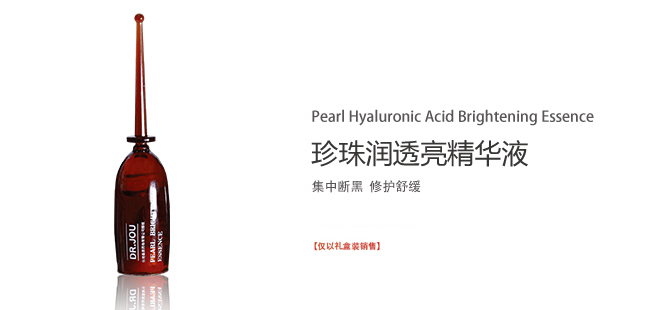 Pearl Hyaluronic Acid Brightening Essence
珍珠润透亮精华液
集中断黑 修护舒缓
【仅以礼盒装销售】
DR.JOU
PEARL BRIGHT
ESSENCE